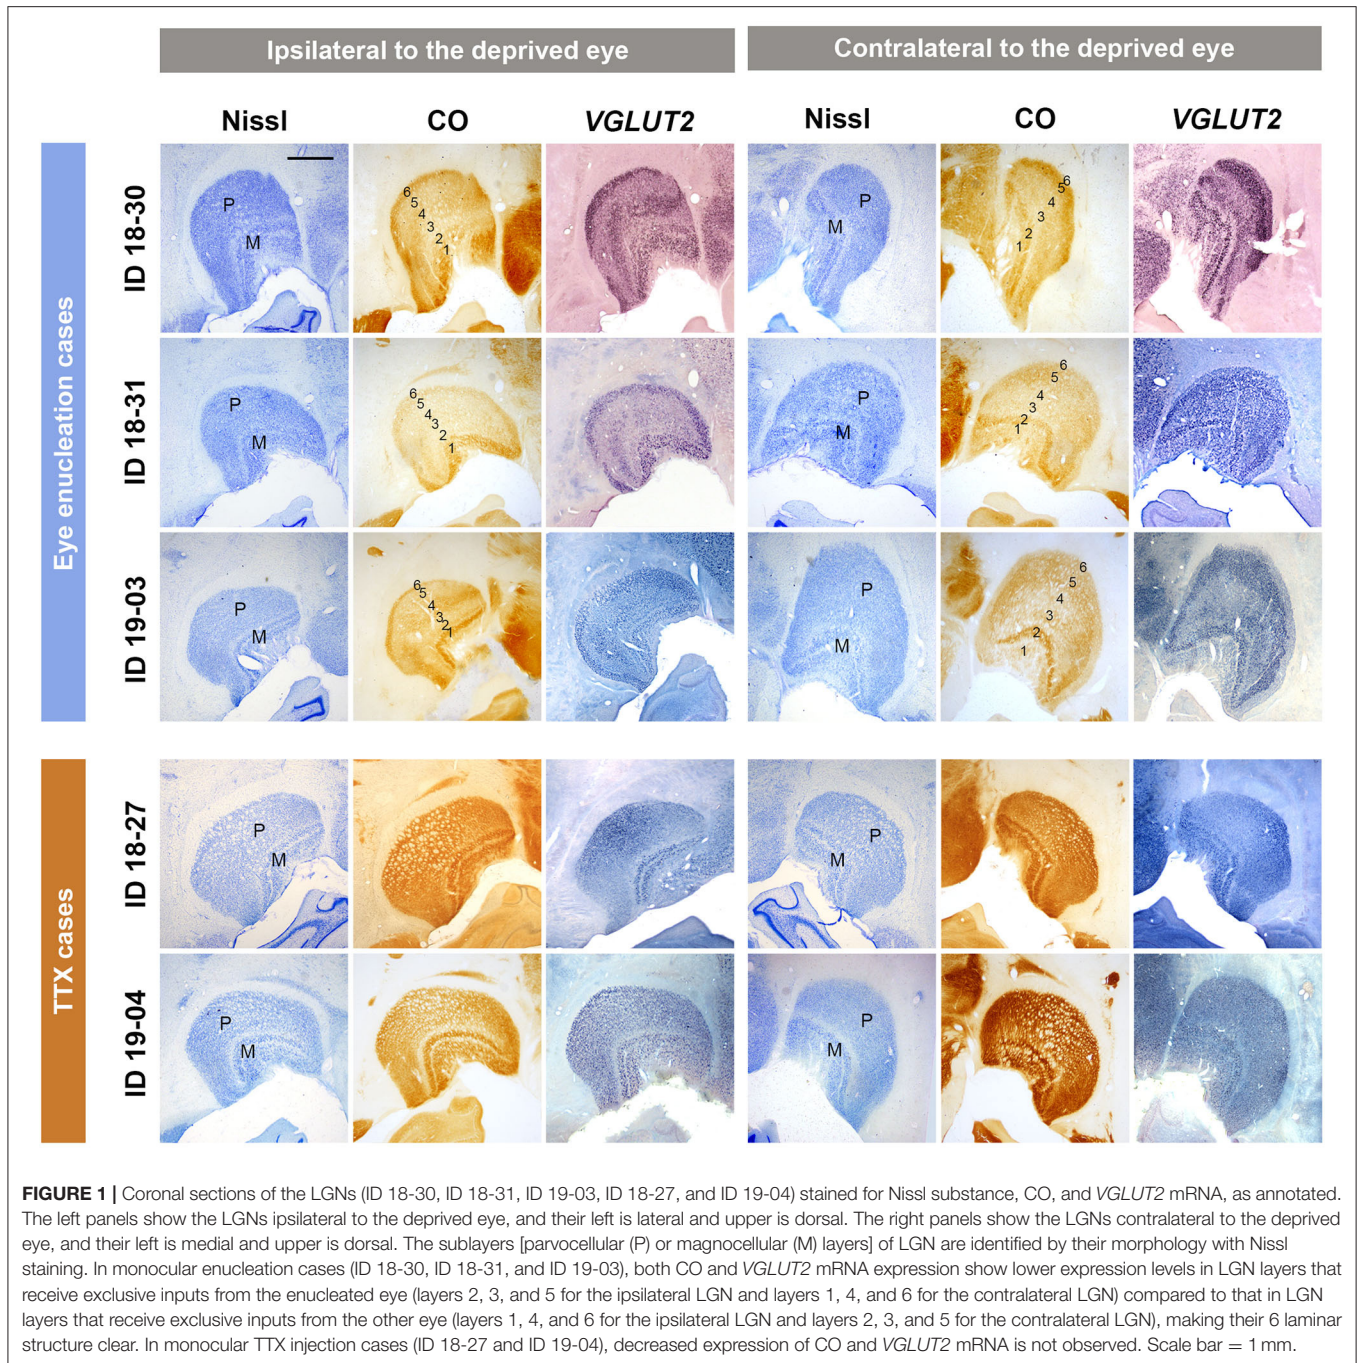 Ipsilateral to the deprived eye
Contralateral to the deprived eye
Nissl CO VGLUT2 Nissl CO VGLUT2
Eye enucleation cases
ID 18-30
P
M
6
5
4
3
2
1
P
M
6
5
4
3
2
1
ID 18-31
P
M
6
5
4
3
2
1
P
M
6
5
4
3
2
1
ID 19-03
P
M
6
5
4
3
2
1
P
M
6
5
4
3
2
1
TTX cases
ID 18-27
P
M
P
M
ID 19-04
P
M
P
M
FIGURE 1 | Coronal sections of the LGNs (ID 18-30, ID 18-31, ID 19-03, ID 18-27, and ID 19-04) stained for Nissl substance, CO, and VGLUT2 mRNA, as annotated.
The left panels show the LGNs ipsilateral to the deprived eye, and their left is lateral and upper is dorsal. The right panels show the LGNs contralateral to the deprived
eye, and their left is medial and upper is dorsal. The sublayers [parvocellular (P) or magnocellular (M) layers] of LGN are identified by their morphology with Nissl
staining. In monocular enucleation cases (ID 18-30, ID 18-31, and ID 19-03), both CO and VGLUT2 mRNA expression show lower expression levels in LGN layers that
receive exclusive inputs from the enucleated eye (layers 2, 3, and 5 for the ipsilateral LGN and layers 1, 4, and 6 for the contralateral LGN) compared to that in LGN
layers that receive exclusive inputs from the other eye (layers 1, 4, and 6 for the ipsilateral LGN and layers 2, 3, and 5 for the contralateral LGN), making their 6 laminar
structure clear. In monocular TTX injection cases (ID 18-27 and ID 19-04), decreased expression of CO and VGLUT2 mRNA is not observed. Scale bar = 1 mm.